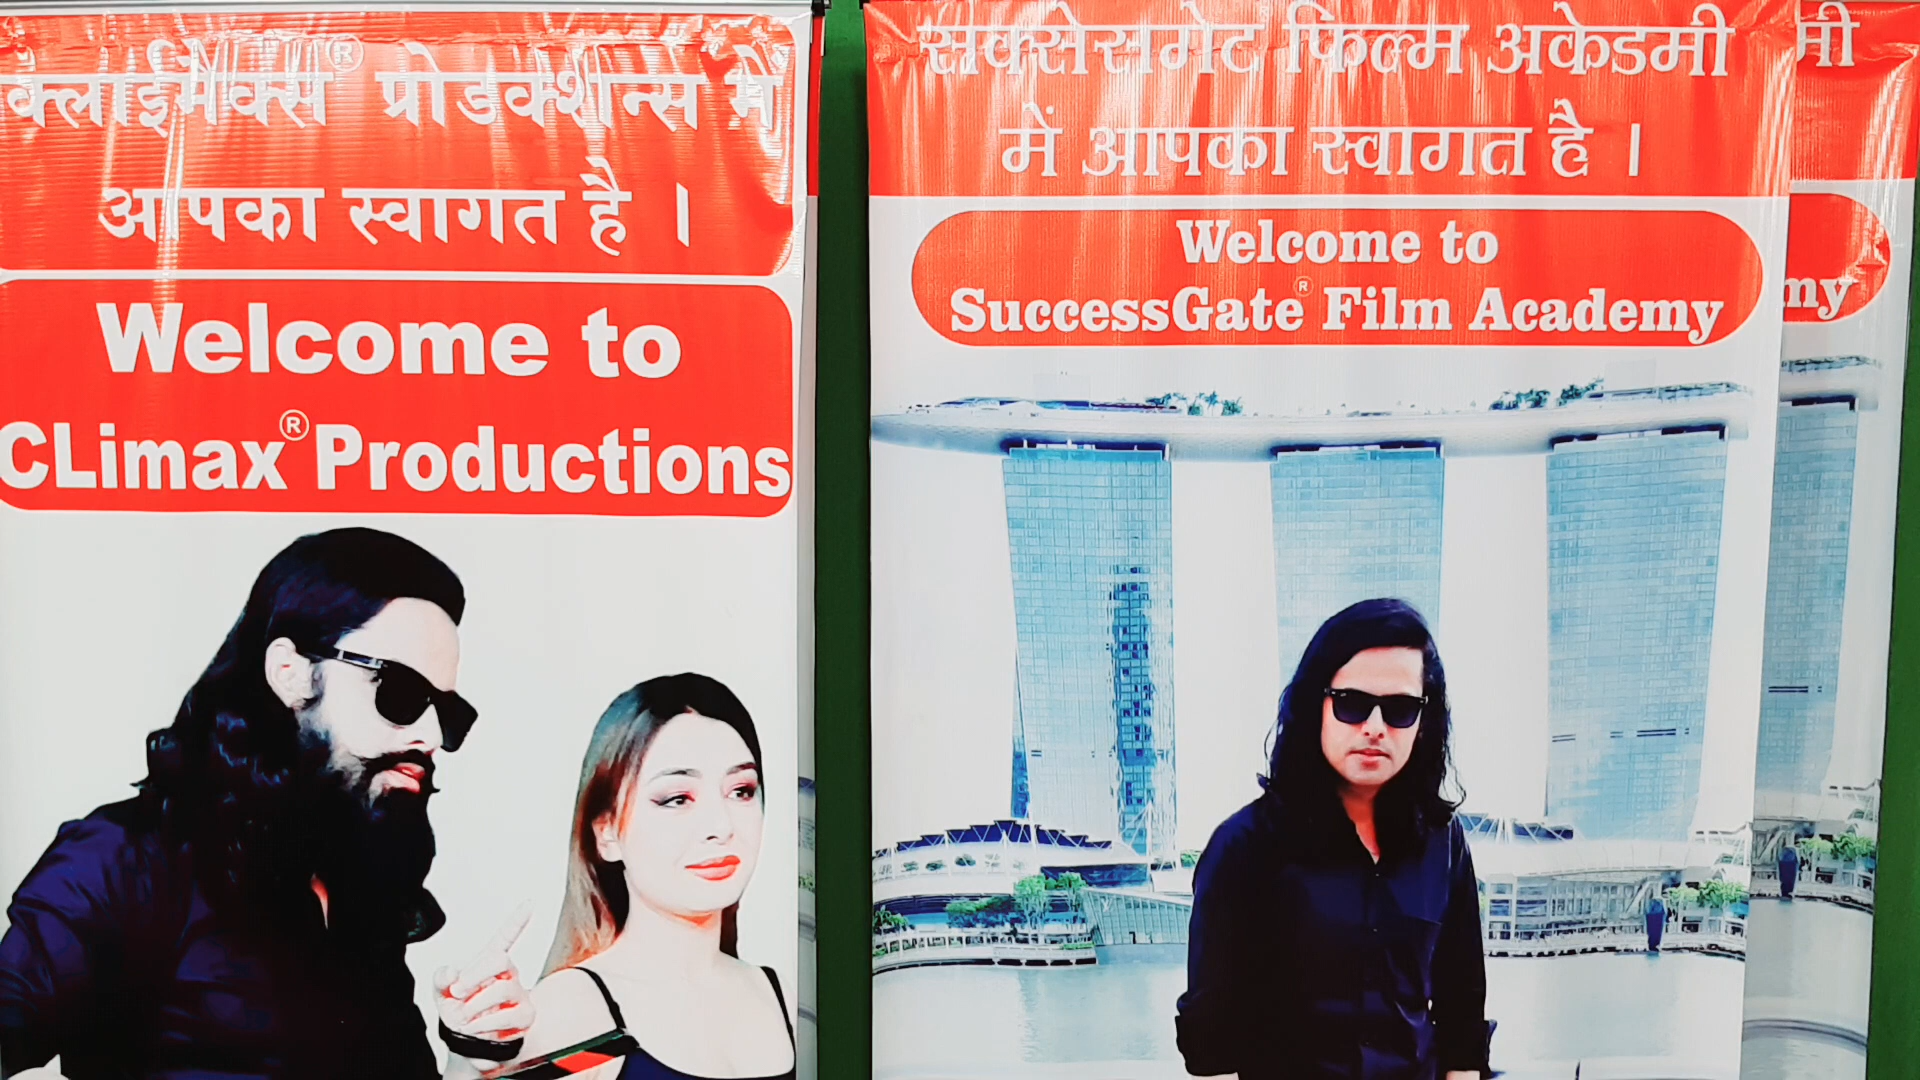 क्लाईमैक्स® प्रोडक्शन्स में
आपका स्वागत है ।
Welcome to
CLimax® Productions
सक्सेसगेट फिल्म अकेडमी
में आपका स्वागत है ।
Welcome to
SuccessGate® Film Academy
मी
my